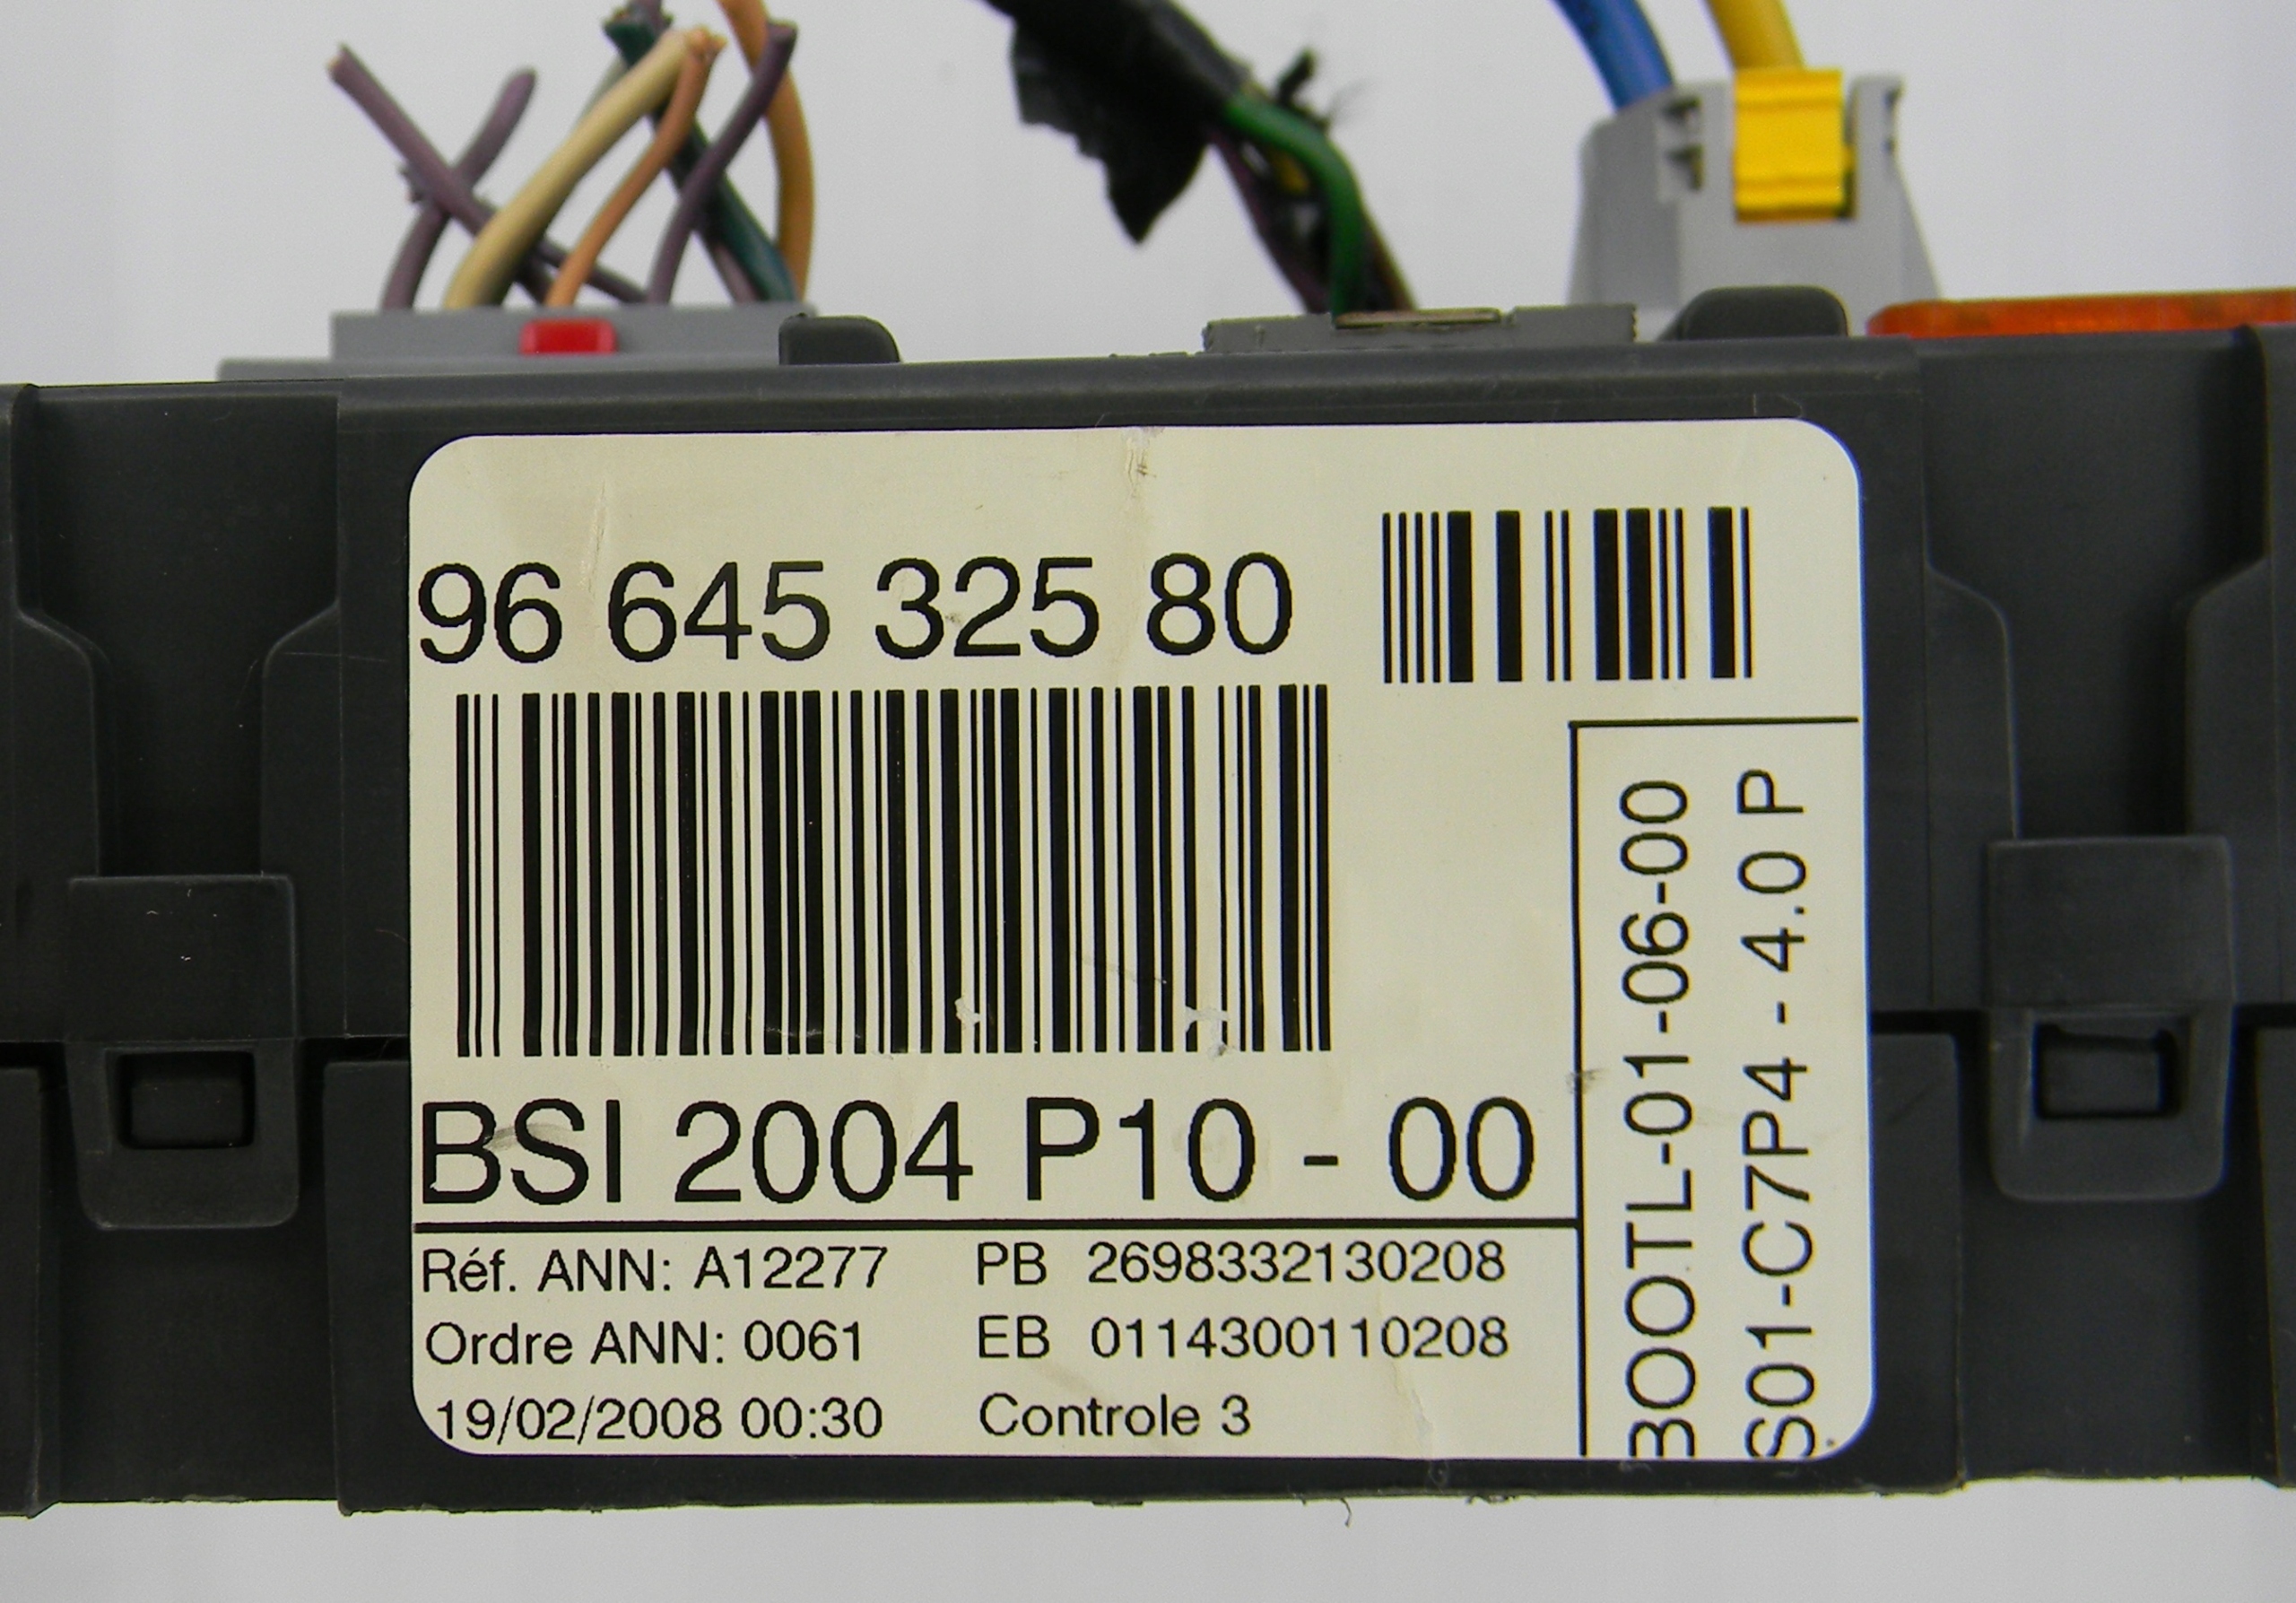 96 645 325 80
BSI 2004 P10 - 00
Réf. ANN: A12277 PB 2698332130208
Ordre ANN: 0061 EB 0114300110208
19/02/2008 00:30 Controle 3
BOOTL-01-06-00
S01-C7P4 - 4.0 P